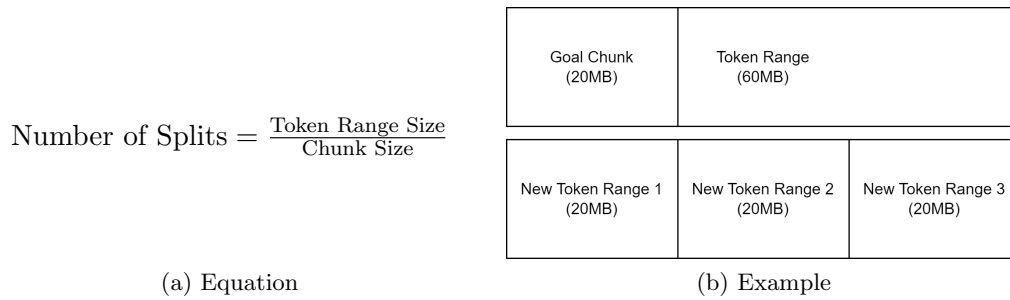 Number of Splits = Token Range Size / Chunk Size
Goal Chunk
(20MB)
Token Range
(60MB)
New Token Range 1
(20MB)
New Token Range 2
(20MB)
New Token Range 3
(20MB)
(a) Equation
(b) Example